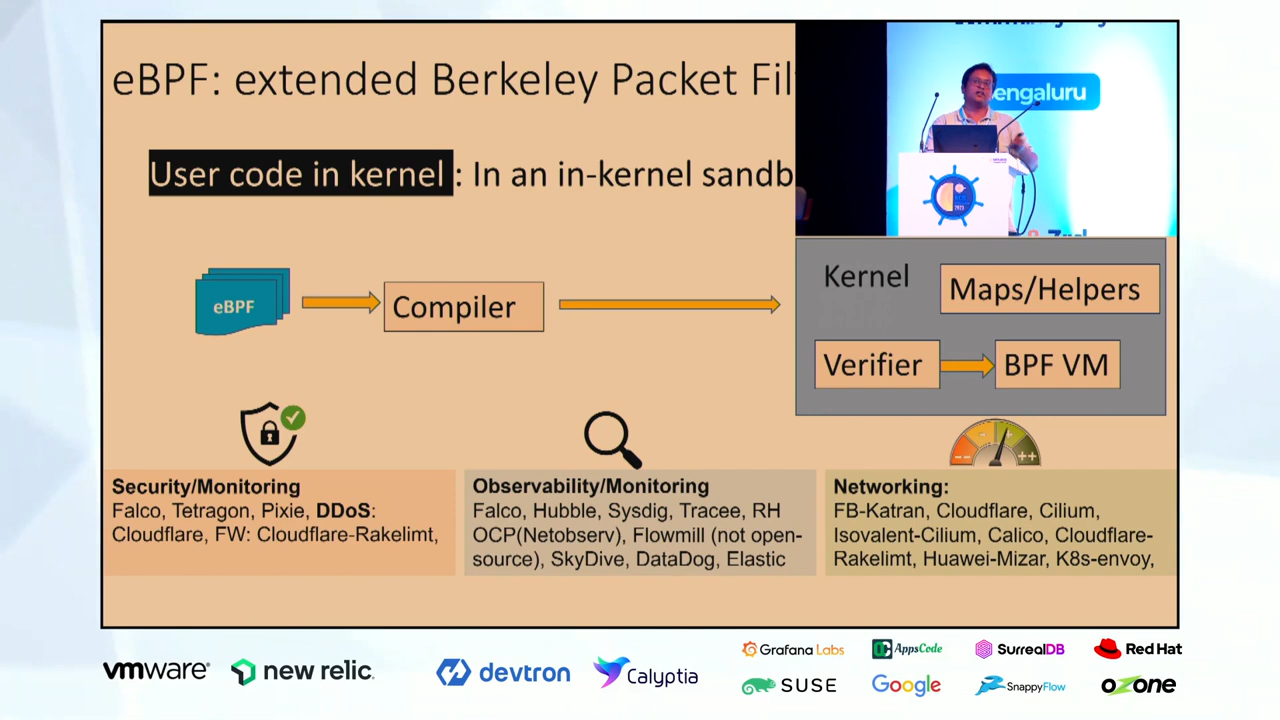 eBPF: extended Berkeley Packet Fil
engaluru
User code in kernel : In an in-kernel sandb
2023
eBPF
Compiler
Kernel
Maps/Helpers
Verifier
BPF VM
Security/Monitoring
Falco, Tetragon, Pixie, DDoS:
Cloudflare, FW: Cloudflare-Rakelimt,
Observability/Monitoring
Falco, Hubble, Sysdig, Tracee, RH
OCP(Netobserv), Flowmill (not open-
source), SkyDive, DataDog, Elastic
Networking:
FB-Katran, Cloudflare, Cilium,
Isovalent-Cilium, Calico, Cloudflare-
Rakelimt, Huawei-Mizar, K8s-envoy,
vmware
new relic.
devtron
Calyptia
Grafana Labs
AppsCode
SurrealDB
Red Hat
SUSE
Google
SnappyFlow
OZONE